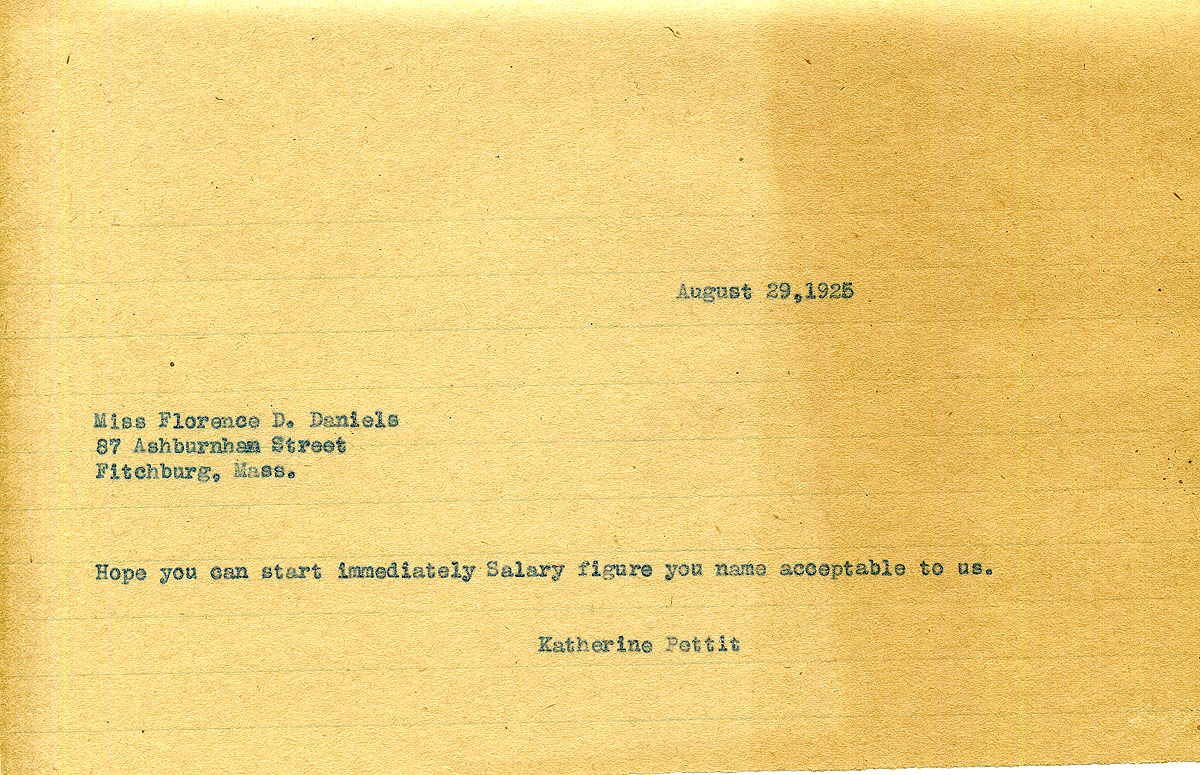 August 29,1925
Miss Florence D. Daniels
87 Ashburnham Street
Fitchburg, Mass.
Hope you can start immediately Salary figure you name acceptable to us.
Katherine Pettit